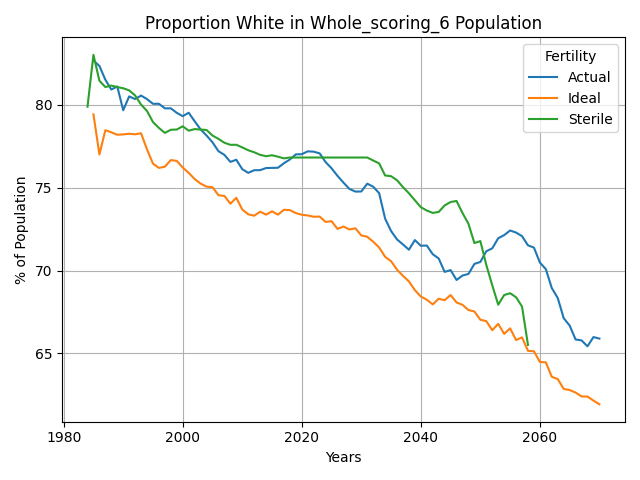 Proportion White in Whole_scoring_6 Population
Fertility
Actual
Ideal
Sterile
% of Population
80
75
70
65
1980
2000
2020
2040
2060
Years